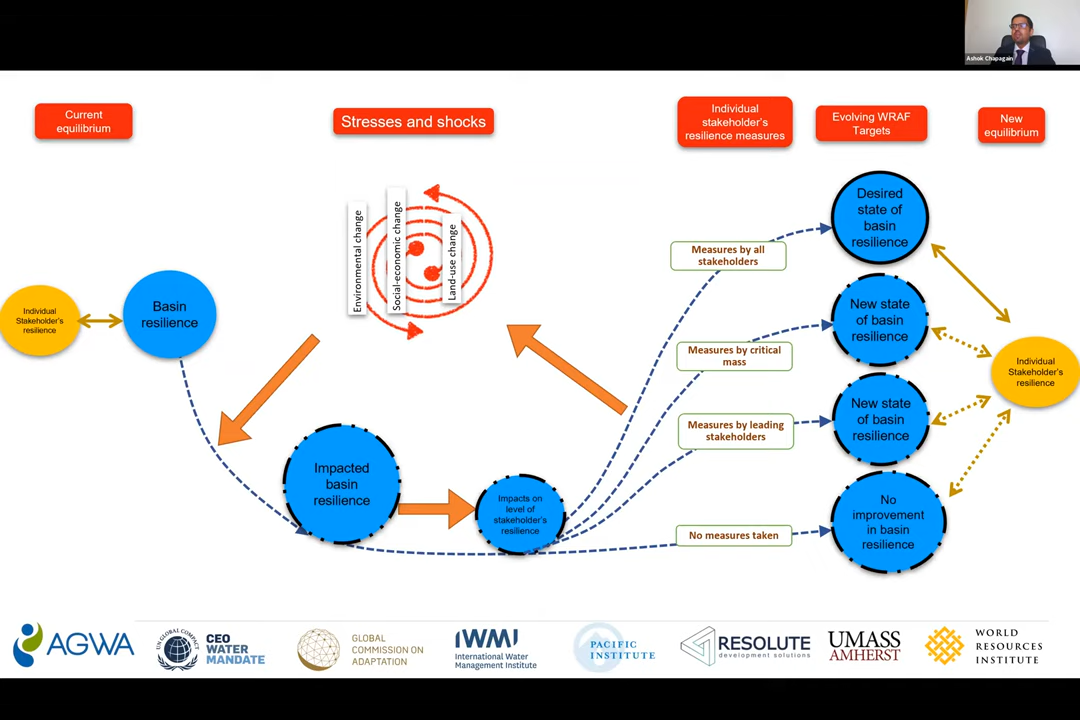 Ashok Chapagain
Current
equilibrium
Stresses and shocks
Individual
stakeholder's
resilience measures
Evolving WRAF
Targets
New
equilibrium
Environmental change
Social-economic change
Land-use change
Individual
Stakeholder's
resilience
Basin
resilience
Impacted
basin
resilience
Impacts on
level of
stakeholder's
resilience
Measures by all
stakeholders
Measures by critical
mass
Measures by leading
stakeholders
No measures taken
Desired
state of
basin
resilience
New state
of basin
resilience
New state
of basin
resilience
No
improvement
in basin
resilience
Individual
Stakeholder's
resilience
AGWA
UN GLOBAL COMPACT
CEO
WATER
MANDATE
GLOBAL
COMMISSION ON
ADAPTATION
IWMI
International Water
Management Institute
PACIFIC
INSTITUTE
RESOLUTE
development solutions
UMASS
AMHERST
WORLD
RESOURCES
INSTITUTE